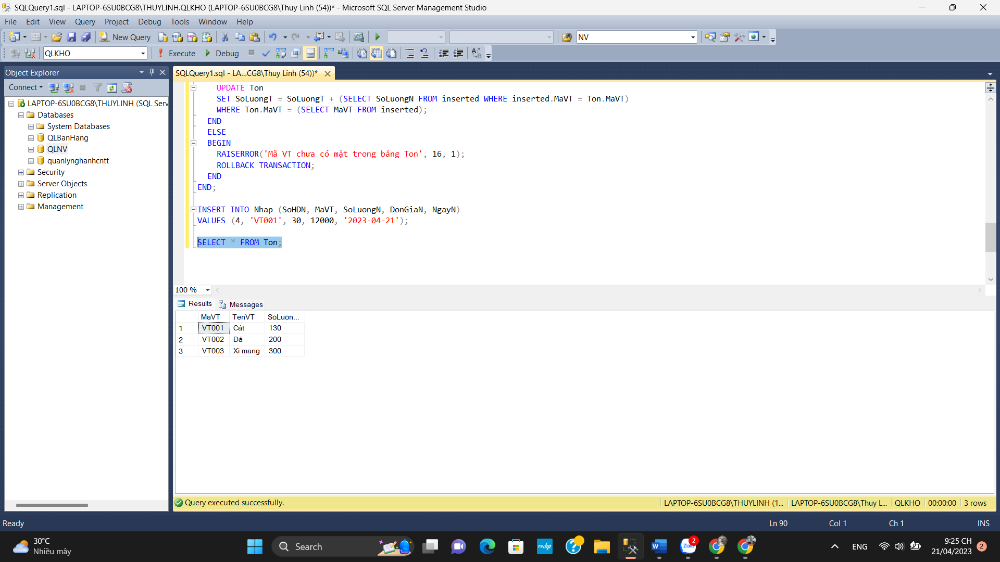 SQLQuery1.sql - LAPTOP-6SU0BCG8\THUYLINH.QLKHO (LAPTOP-6SU0BCG8\Thuy Linh (54))* - Microsoft SQL Server Management Studio
File Edit View Query Project Debug Tools Window Help
New Query NV
QLKHO Execute Debug
Object Explorer
Connect
LAPTOP-6SU0BCG8\THUYLINH (SQL Serv
Databases
System Databases
QLBanHang
QLNV
quanlynghanhcntt
Security
Server Objects
Replication
Management
SQLQuery1.sql - LA...CG8\Thuy Linh (54))*
UPDATE Ton
SET SoLuongT = SoLuongT + (SELECT SoLuongN FROM inserted WHERE inserted.MaVT = Ton.MaVT)
WHERE Ton.MaVT = (SELECT MaVT FROM inserted);
END
ELSE
BEGIN
RAISERROR('Mã VT chưa có mặt trong bảng Ton', 16, 1);
ROLLBACK TRANSACTION;
END
END;
INSERT INTO Nhap (SoHDN, MaVT, SoLuongN, DonGiaN, NgayN)
VALUES (4, 'VT001', 30, 12000, '2023-04-21');
SELECT * FROM Ton;
100 %
Results Messages
MaVT TenVT SoLuon...
1 VT001 Cát 130
2 VT002 Đá 200
3 VT003 Xi mang 300
Query executed successfully. LAPTOP-6SU0BCG8\THUYLINH (1... LAPTOP-6SU0BCG8\Thuy L... QLKHO 00:00:00 3 rows
Ready Ln 90 Col 1 Ch 1 INS
30°C
Nhiều mây
Search
myhp
Zalo
2
ENG
9:25 CH
21/04/2023
2